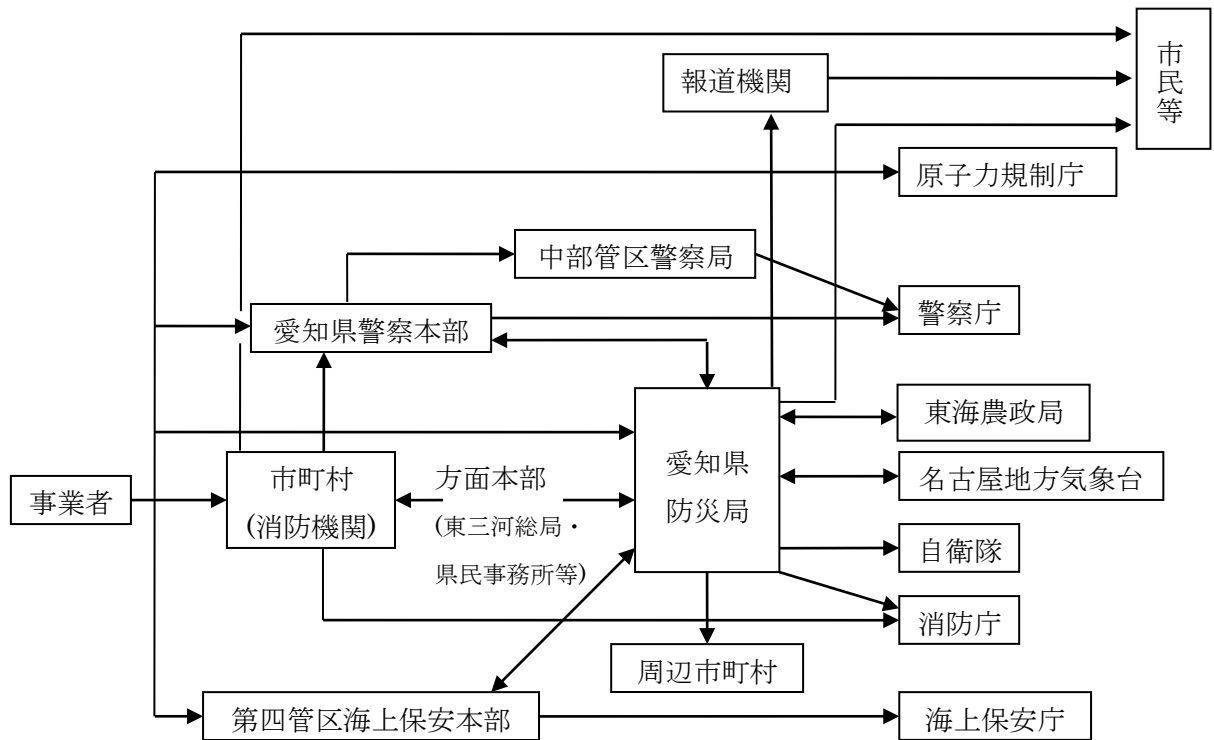 市民等
報道機関
原子力規制庁
中部管区警察局
警察庁
愛知県警察本部
東海農政局
愛知県
防災局
名古屋地方気象台
市町村
(消防機関)
方面本部
(東三河総局・
県民事務所等)
事業者
自衛隊
消防庁
周辺市町村
第四管区海上保安本部
海上保安庁